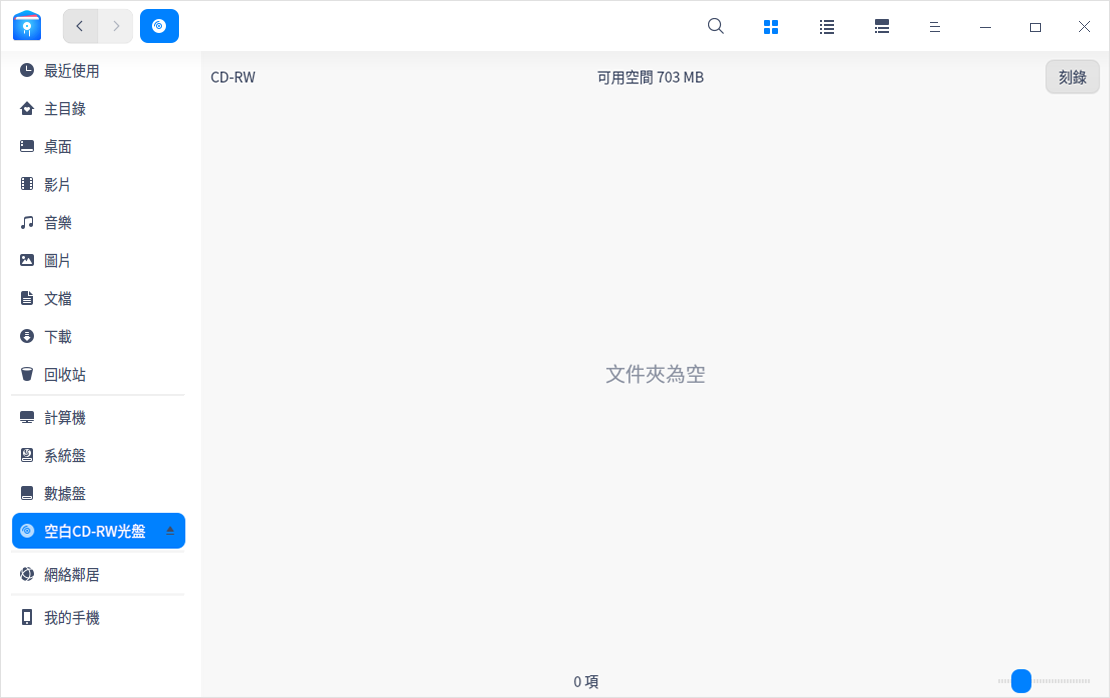 最近使用
主目錄
桌面
影片
音樂
圖片
文檔
下載
回收站
計算機
系統盤
數據盤
空白CD-RW光盤
網絡鄰居
我的手機
CD-RW
可用空間 703 MB
刻錄
文件夾為空
0 項